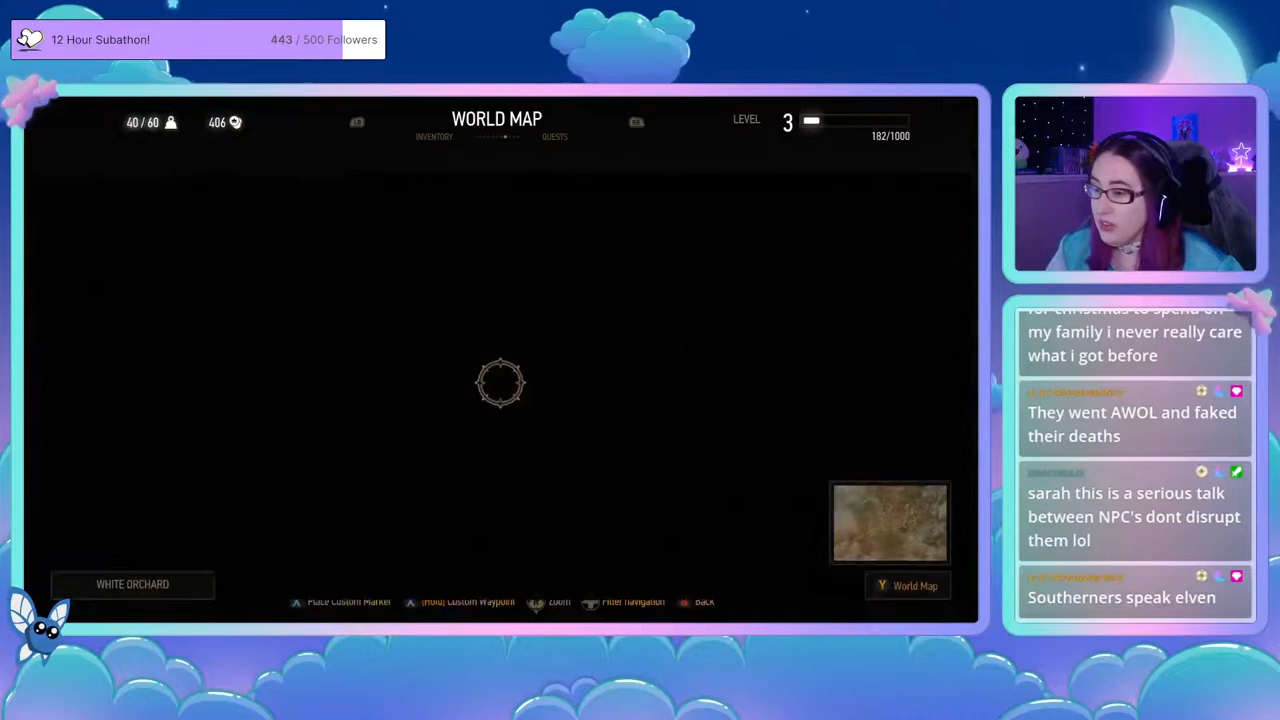 12 Hour Subathon!
443 / 500 Followers
40 / 60
406
LB
WORLD MAP
RB
INVENTORY
QUESTS
LEVEL
3
182/1000
WHITE ORCHARD
X Place Custom Marker
X [Hold] Custom Waypoint
R Zoom
Filter navigation
B Back
Y World Map
my family i never really care
what i got before
They went AWOL and faked
their deaths
sarah this is a serious talk
between NPC's dont disrupt
them lol
Southerners speak elven